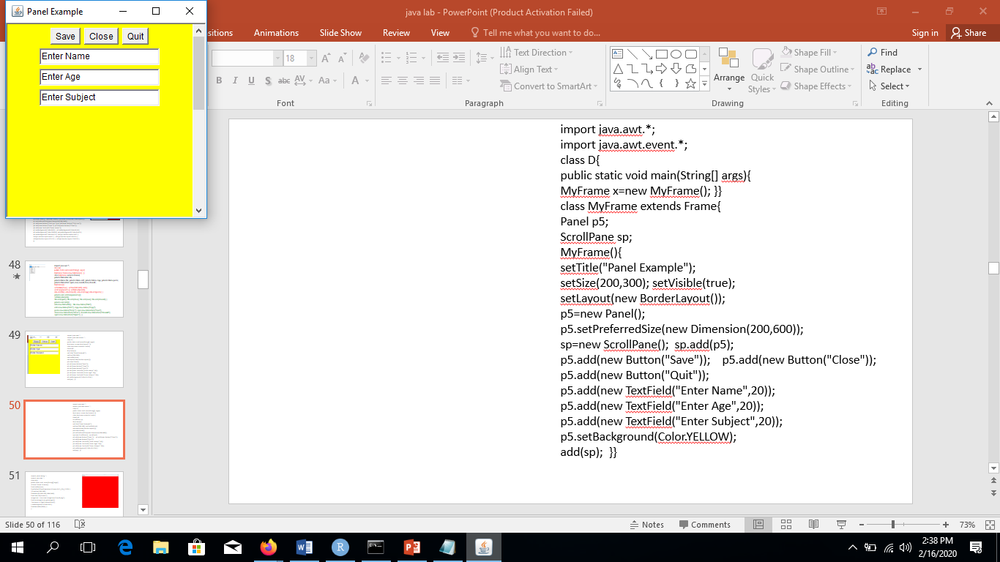 Panel Example
Save Close Quit
Enter Name
Enter Age
Enter Subject
java lab - PowerPoint (Product Activation Failed)
sitions Animations Slide Show Review View Tell me what you want to do...
Sign in Share
18
Text Direction
Align Text
Convert to SmartArt
Arrange
Quick Styles
Shape Fill
Shape Outline
Shape Effects
Find
Replace
Select
Font Paragraph Drawing Editing
48
49
50
51
import java.awt.*;
import java.awt.event.*;
class D{
public static void main(String[] args){
MyFrame x=new MyFrame(); }}
class MyFrame extends Frame{
Panel p5;
ScrollPane sp;
MyFrame(){
setTitle("Panel Example");
setSize(200,300); setVisible(true);
setLayout(new BorderLayout());
p5=new Panel();
p5.setPreferredSize(new Dimension(200,600));
sp=new ScrollPane(); sp.add(p5);
p5.add(new Button("Save")); p5.add(new Button("Close"));
p5.add(new Button("Quit"));
p5.add(new TextField("Enter Name",20));
p5.add(new TextField("Enter Age",20));
p5.add(new TextField("Enter Subject",20));
p5.setBackground(Color.YELLOW);
add(sp); }}
Slide 50 of 116
Notes Comments
73%
2:38 PM
2/16/2020